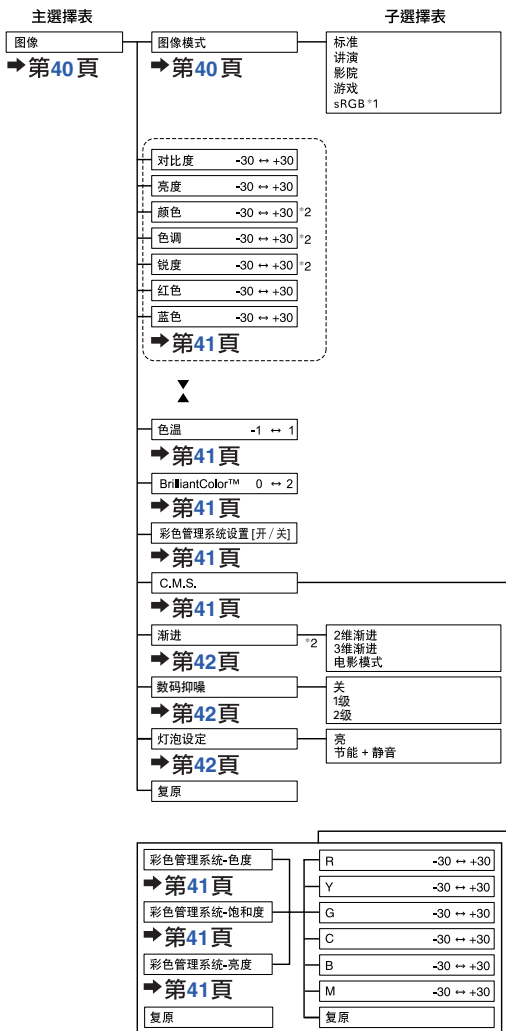 主選擇表 子選擇表
图像 图像模式 标准
➡第40頁 ➡第40頁 讲演
影院
游戏
sRGB *1
对比度 -30 ↔ +30
亮度 -30 ↔ +30
颜色 -30 ↔ +30 *2
色调 -30 ↔ +30 *2
锐度 -30 ↔ +30 *2
红色 -30 ↔ +30
蓝色 -30 ↔ +30
➡第41頁
▼
▲
色温 -1 ↔ 1
➡第41頁
BrilliantColor™ 0 ↔ 2
➡第41頁
彩色管理系统设置 [开 / 关]
➡第41頁
C.M.S.
➡第41頁
渐进 *2 2维渐进
➡第42頁 3维渐进
电影模式
数码抑噪 关
➡第42頁 1级
2级
灯泡设定 亮
➡第42頁 节能 + 静音
复原
彩色管理系统-色度 R -30 ↔ +30
➡第41頁 Y -30 ↔ +30
彩色管理系统-饱和度 G -30 ↔ +30
➡第41頁 C -30 ↔ +30
彩色管理系统-亮度 B -30 ↔ +30
➡第41頁 M -30 ↔ +30
复原 复原